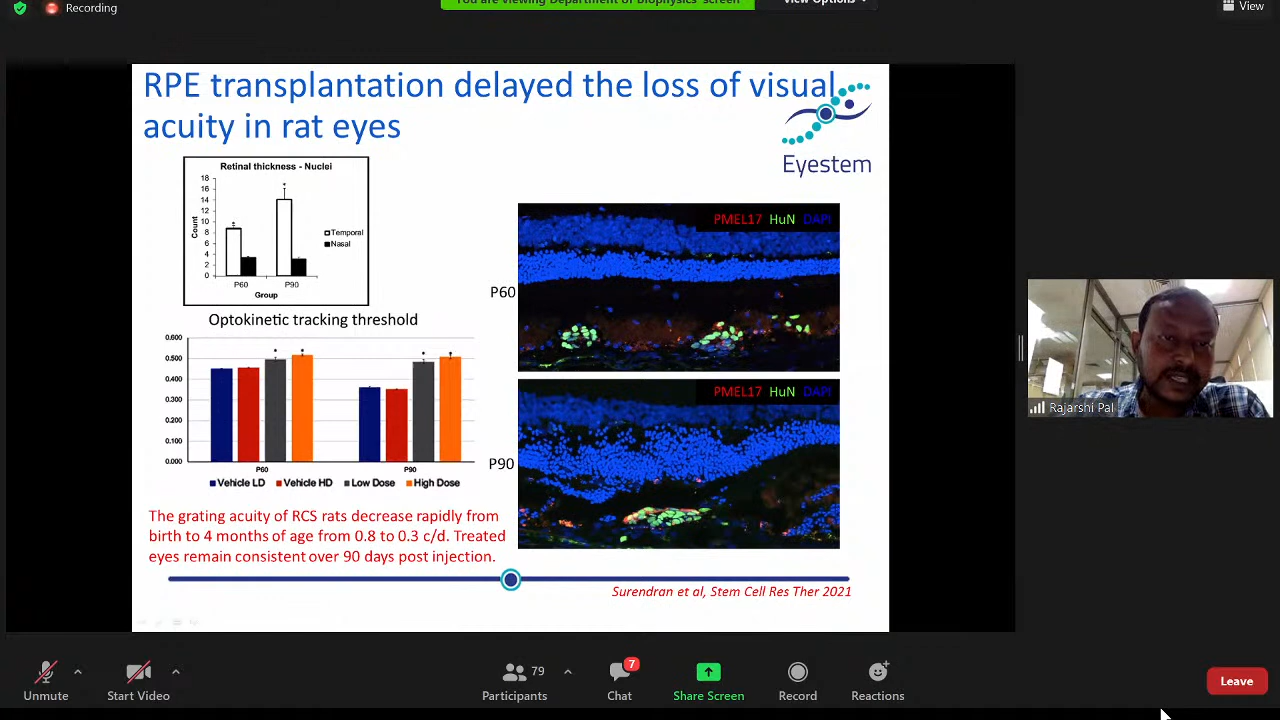 Recording
You are viewing Department of Biophysics' screen
View Options
View
RPE transplantation delayed the loss of visual
acuity in rat eyes
Eyestem
Retinal thickness - Nuclei
18
16
14
12
10
8
6
4
2
0
Count
P60
P90
Group
Temporal
Nasal
Optokinetic tracking threshold
0.600
0.500
0.400
0.300
0.200
0.100
0.000
P60
P90
Vehicle LD
Vehicle HD
Low Dose
High Dose
The grating acuity of RCS rats decrease rapidly from
birth to 4 months of age from 0.8 to 0.3 c/d. Treated
eyes remain consistent over 90 days post injection.
PMEL17 HuN DAPI
P60
PMEL17 HuN DAPI
P90
Surendran et al, Stem Cell Res Ther 2021
Rajarshi Pal
Unmute
Start Video
79
Participants
7
Chat
Share Screen
Record
Reactions
Leave